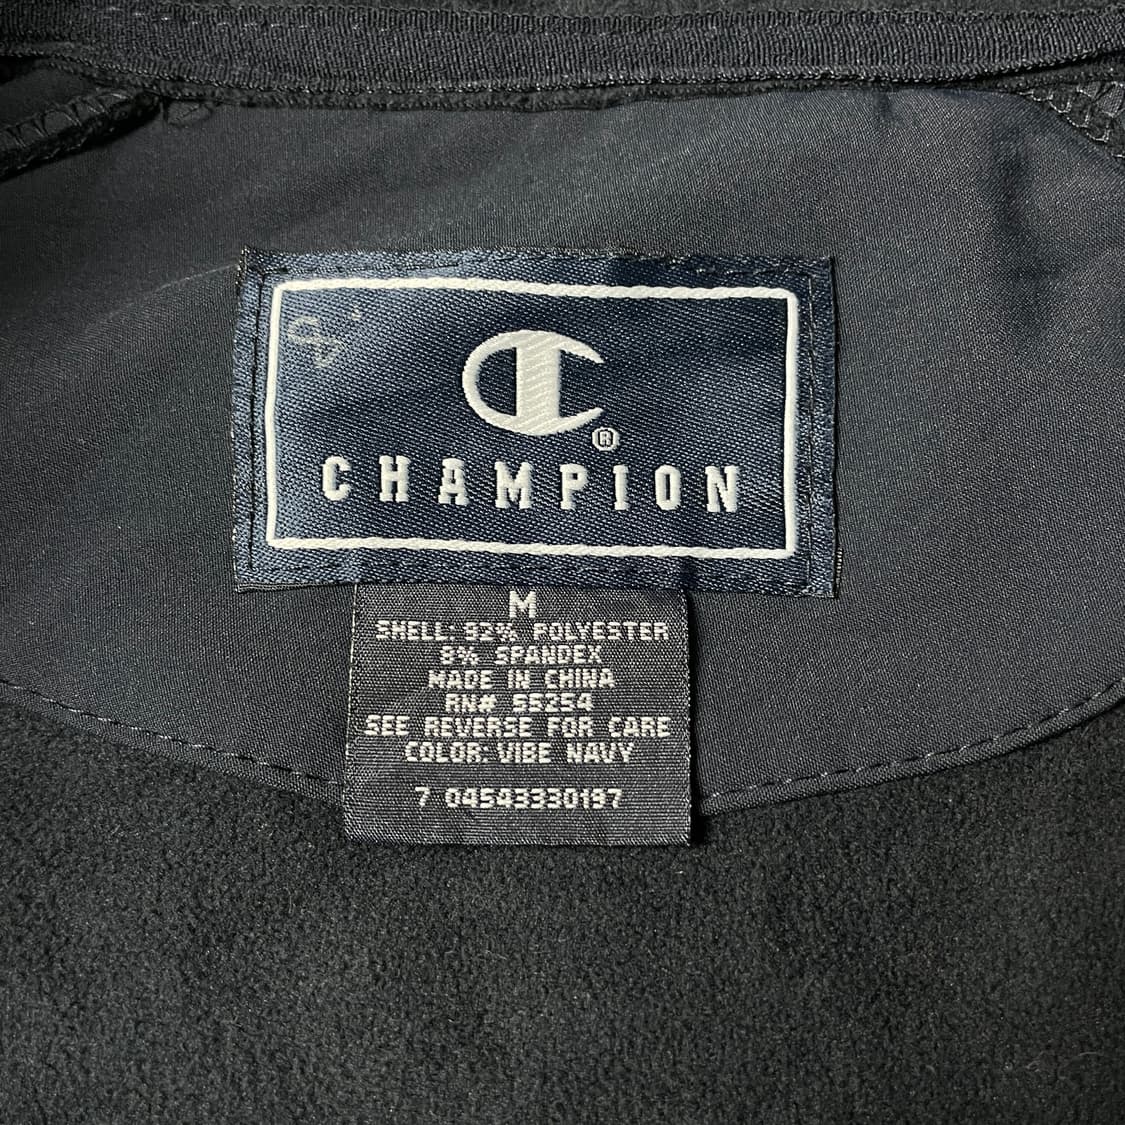 C®
CHAMPION
M
SHELL: 92% POLYESTER
8% SPANDEX
MADE IN CHINA
RN# 55254
SEE REVERSE FOR CARE
COLOR: VIBE NAVY
7 04543330197